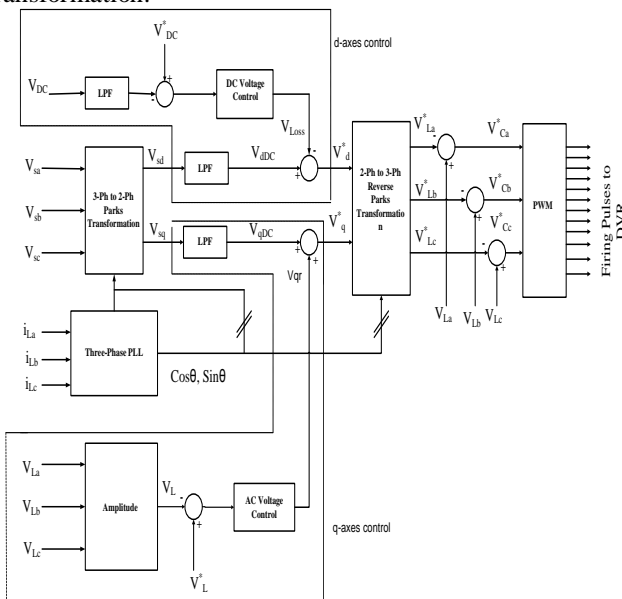 ransformation.
V*DC
d-axes control
VDC
LPF
+
-
DC Voltage
Control
VLoss
-
+
V*d
Vsa
Vsb
Vsc
3-Ph to 2-Ph
Parks
Transformation
Vsd
LPF
VdDC
Vsq
LPF
VqDC
+
+
V*q
Vqr
2-Ph to 3-Ph
Reverse
Parks
Transformatio
n
V*La
V*Lb
V*Lc
-
+
-
+
-
+
V*Ca
V*Cb
V*Cc
VLa
VLb
VLc
PWM
Firing Pulses to
DVR
iLa
iLb
iLc
Three-Phase PLL
Cosθ, Sinθ
VLa
VLb
VLc
Amplitude
VL
-
+
V*L
AC Voltage
Control
q-axes control